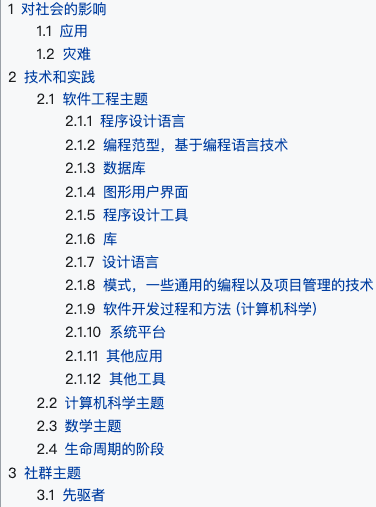 1 对社会的影响
1.1 应用
1.2 灾难
2 技术和实践
2.1 软件工程主题
2.1.1 程序设计语言
2.1.2 编程范型，基于编程语言技术
2.1.3 数据库
2.1.4 图形用户界面
2.1.5 程序设计工具
2.1.6 库
2.1.7 设计语言
2.1.8 模式，一些通用的编程以及项目管理的技术
2.1.9 软件开发过程和方法 (计算机科学)
2.1.10 系统平台
2.1.11 其他应用
2.1.12 其他工具
2.2 计算机科学主题
2.3 数学主题
2.4 生命周期的阶段
3 社群主题
3.1 先驱者